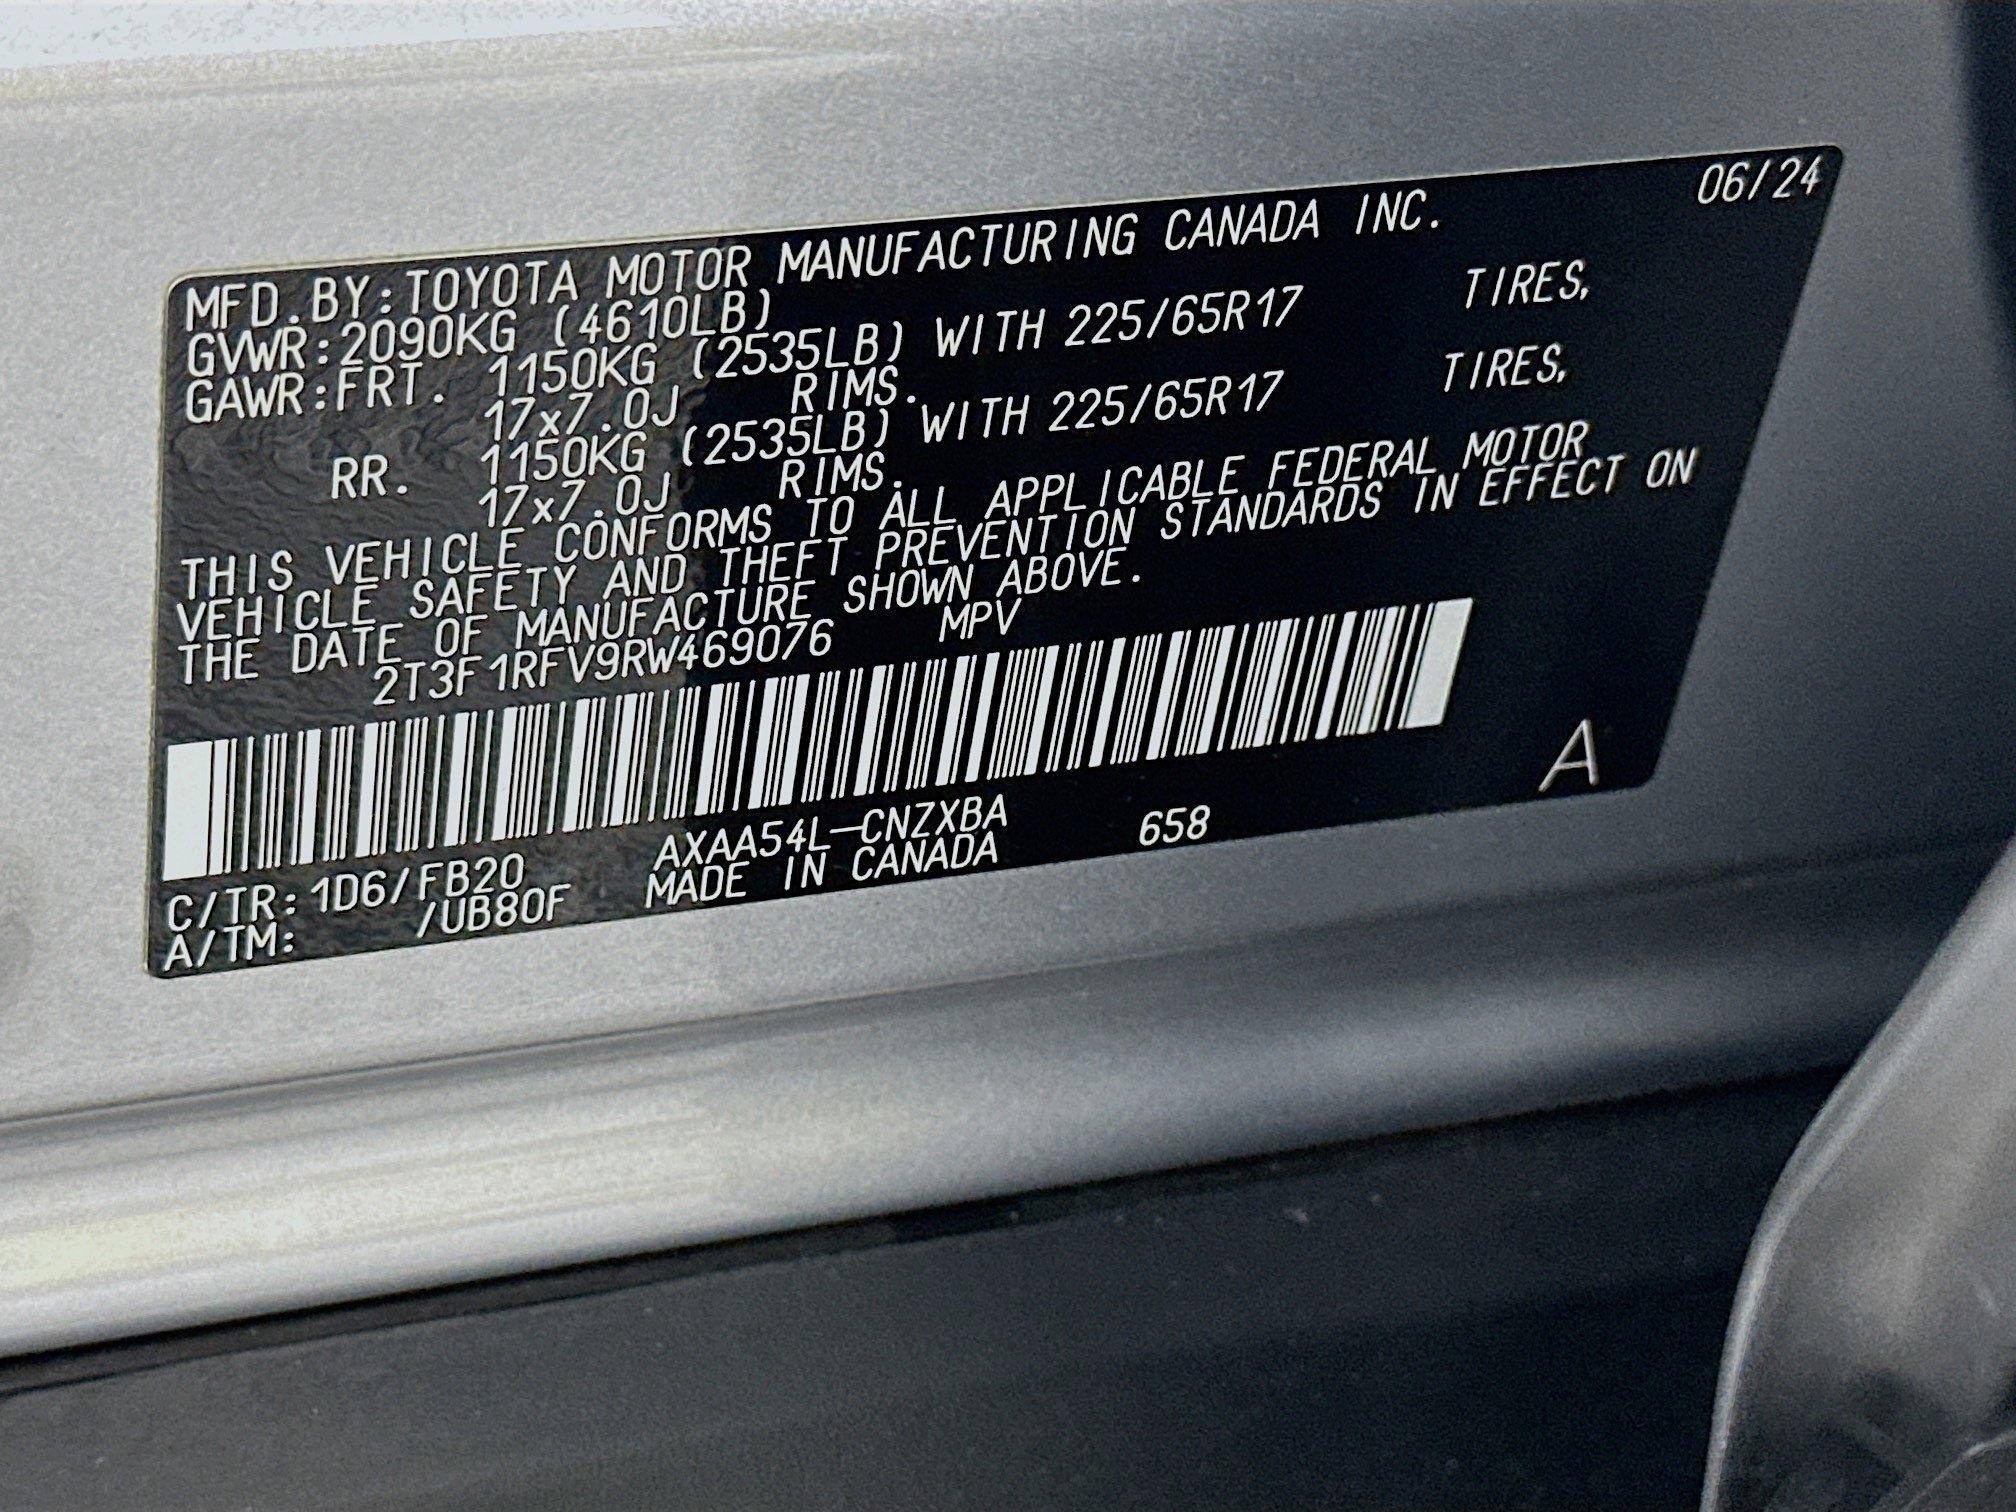 06/24
MFD.BY:TOYOTA MOTOR MANUFACTURING CANADA INC.
GVWR:2090KG (4610LB)
GAWR:FRT. 1150KG (2535LB) WITH 225/65R17 TIRES,
17x7.0J RIMS.
RR. 1150KG (2535LB) WITH 225/65R17 TIRES,
17x7.0J RIMS.
THIS VEHICLE CONFORMS TO ALL APPLICABLE FEDERAL MOTOR
VEHICLE SAFETY AND THEFT PREVENTION STANDARDS IN EFFECT ON
THE DATE OF MANUFACTURE SHOWN ABOVE.
2T3F1RFV9RW469076 MPV
A
C/TR:1D6/FB20 AXAA54L-CNZXBA 658
A/TM: /UB80F MADE IN CANADA